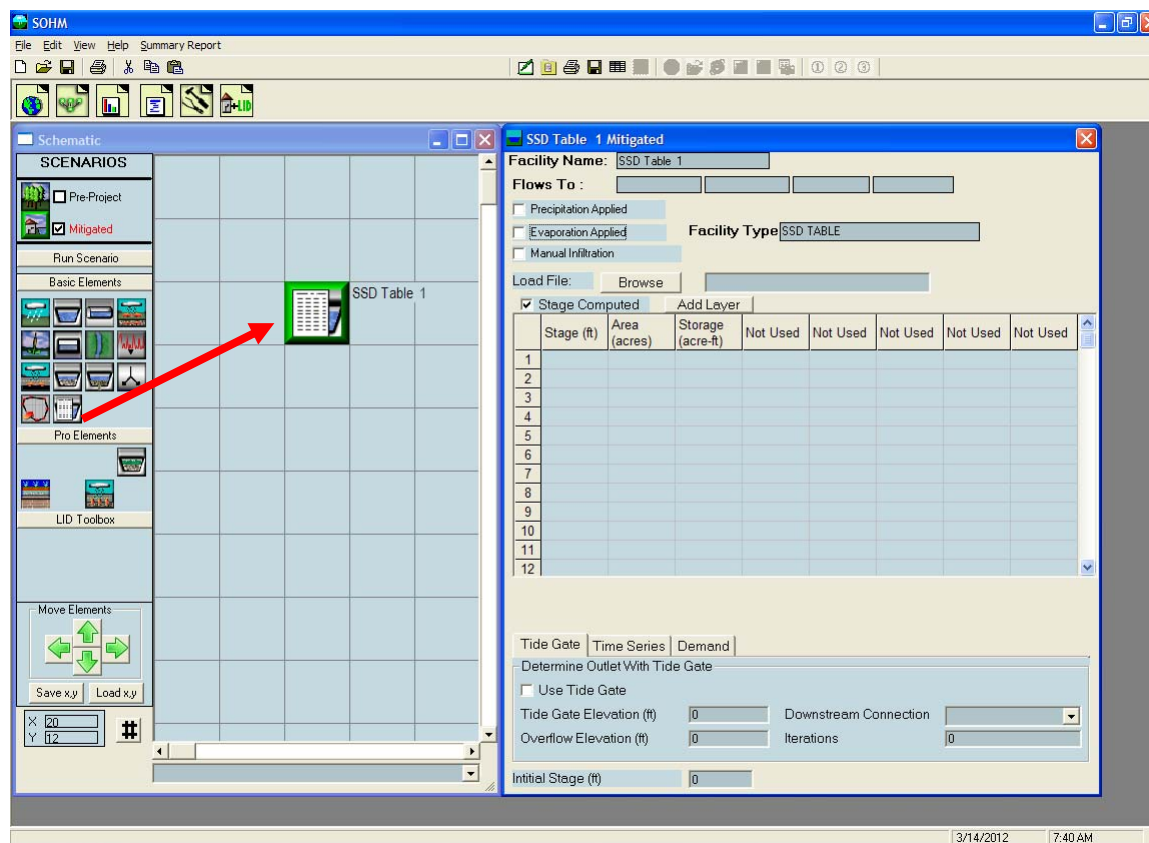 SOHM
File Edit View Help Summary Report
+LID
Schematic
SCENARIOS
Pre-Project
Mitigated
Run Scenario
Basic Elements
Pro Elements
LID Toolbox
Move Elements
Save x,y Load x,y
X 20
Y 12
#
SSD Table 1
SSD Table 1 Mitigated
Facility Name: SSD Table 1
Flows To :
Precipitation Applied
Evaporation Applied Facility Type SSD TABLE
Manual Infiltration
Load File: Browse
Stage Computed Add Layer
Stage (ft) Area (acres) Storage (acre-ft) Not Used Not Used Not Used Not Used Not Used
1
2
3
4
5
6
7
8
9
10
11
12
Tide Gate Time Series Demand
Determine Outlet With Tide Gate
Use Tide Gate
Tide Gate Elevation (ft) 0 Downstream Connection
Overflow Elevation (ft) 0 Iterations 0
Intitial Stage (ft) 0
3/14/2012 7:40 AM